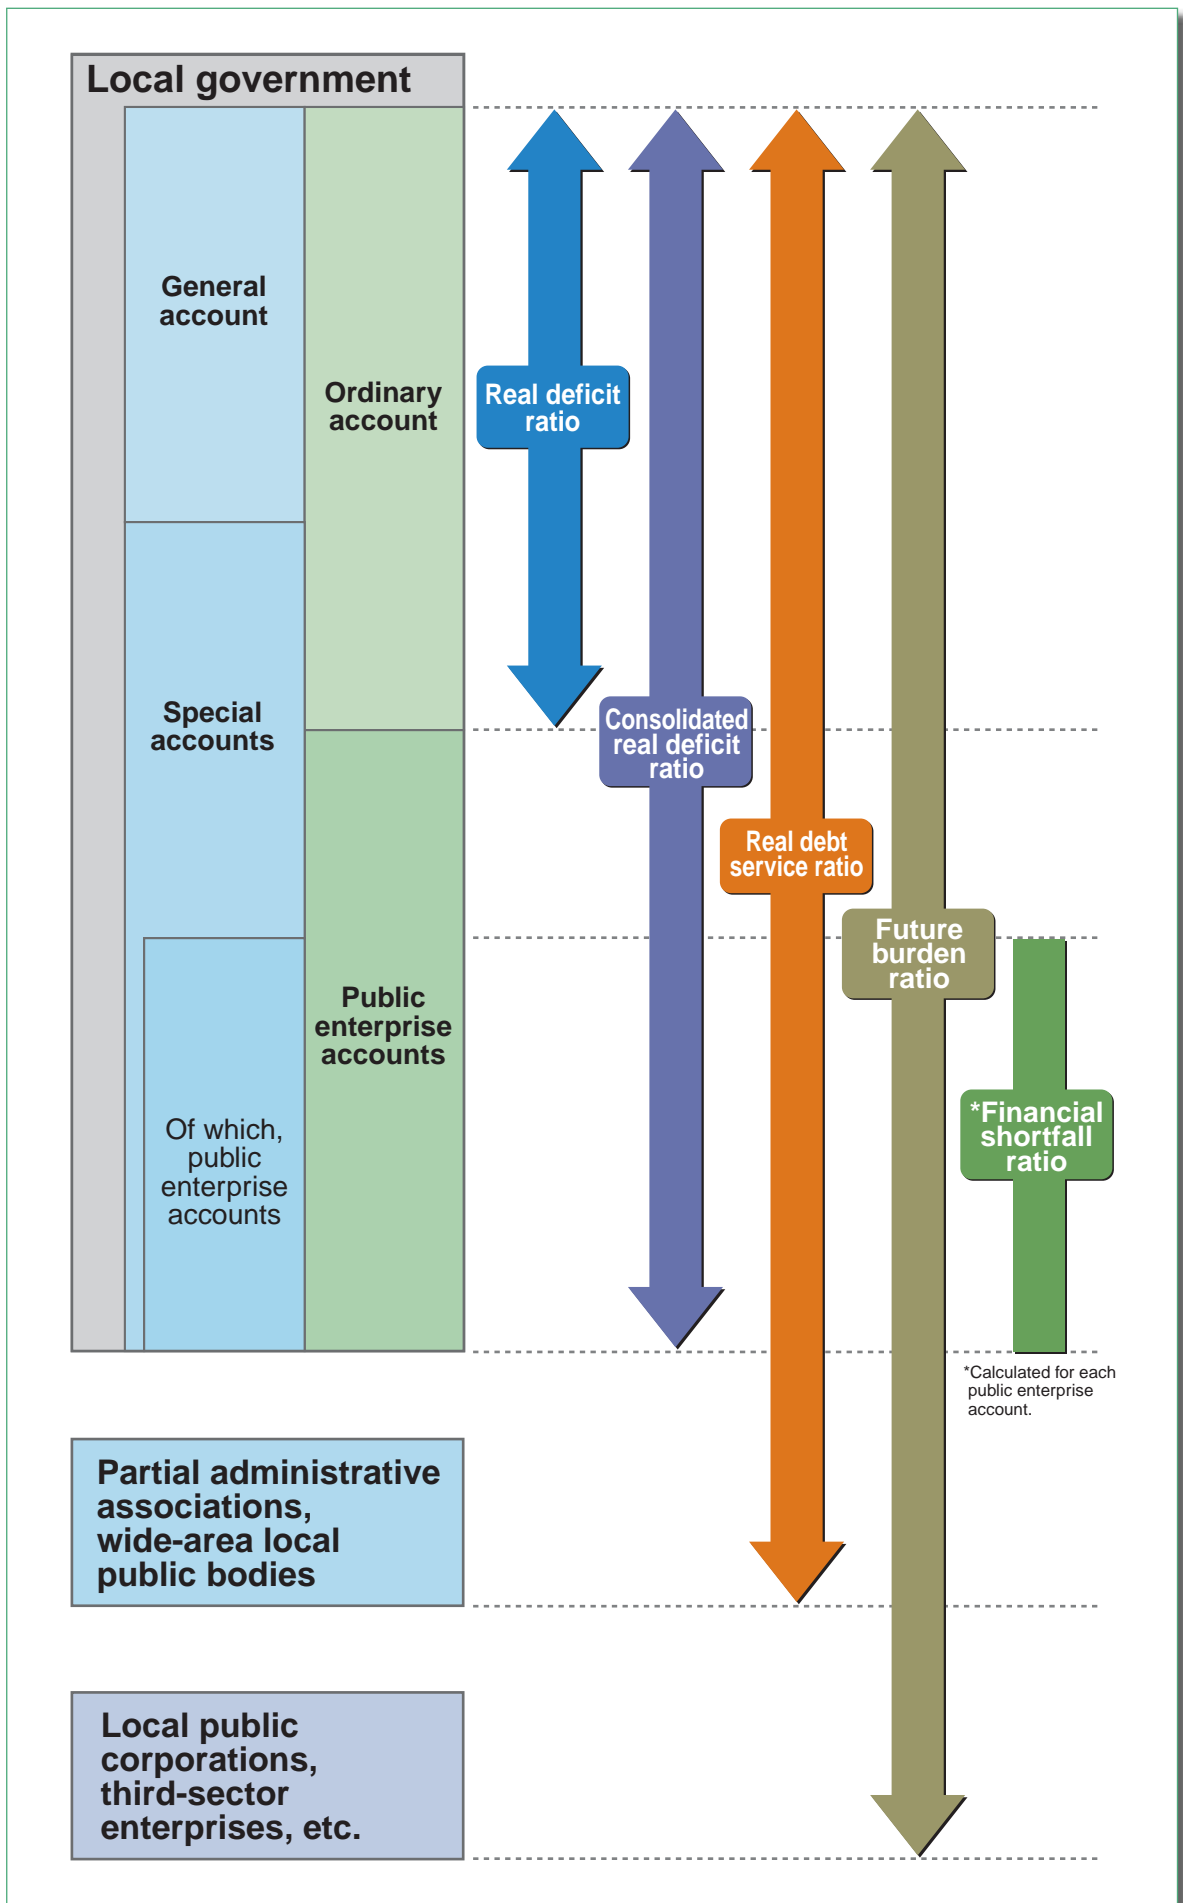 Local government
General
account
Ordinary
account
Real deficit
ratio
Special
accounts
Consolidated
real deficit
ratio
Real debt
service ratio
Future
burden
ratio
Public
enterprise
accounts
Of which,
public
enterprise
accounts
*Financial
shortfall
ratio
*Calculated for each
public enterprise
account.
Partial administrative
associations,
wide-area local
public bodies
Local public
corporations,
third-sector
enterprises, etc.